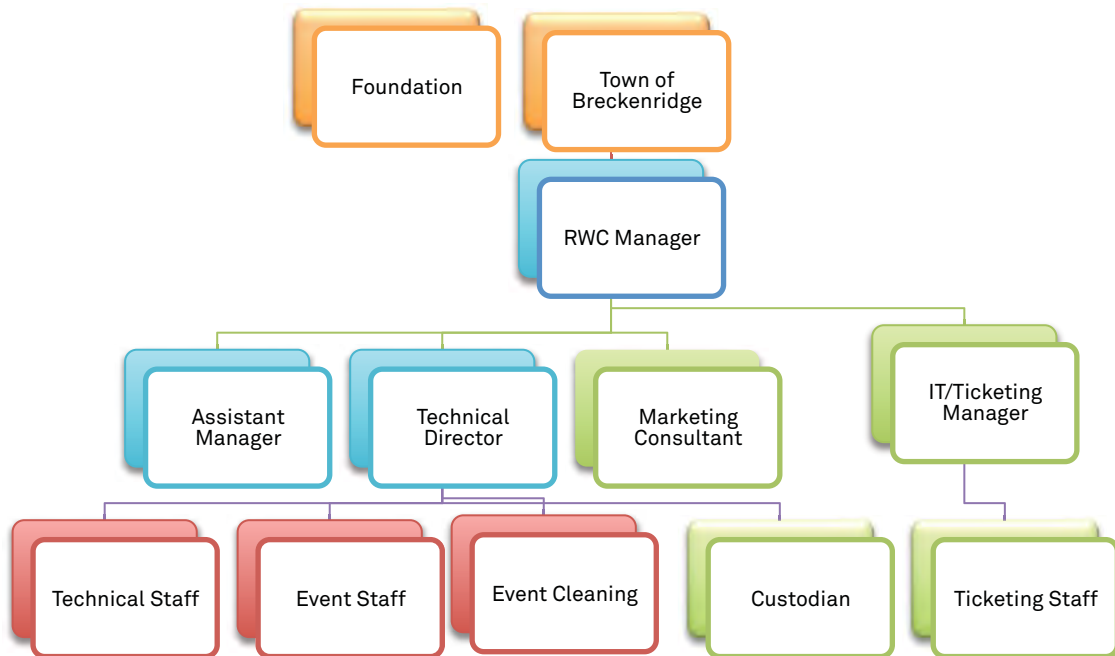 Foundation
Town of
Breckenridge
RWC Manager
Assistant
Manager
Technical
Director
Marketing
Consultant
IT/Ticketing
Manager
Technical Staff
Event Staff
Event Cleaning
Custodian
Ticketing Staff